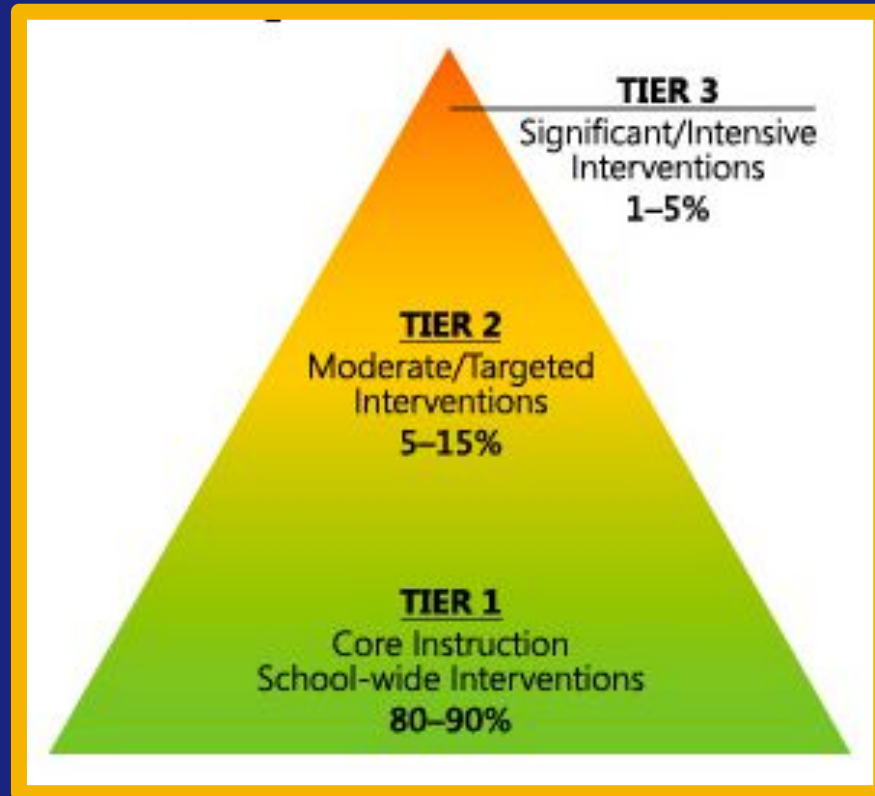 TIER 3
Significant/Intensive
Interventions
1–5%
TIER 2
Moderate/Targeted
Interventions
5–15%
TIER 1
Core Instruction
School-wide Interventions
80–90%